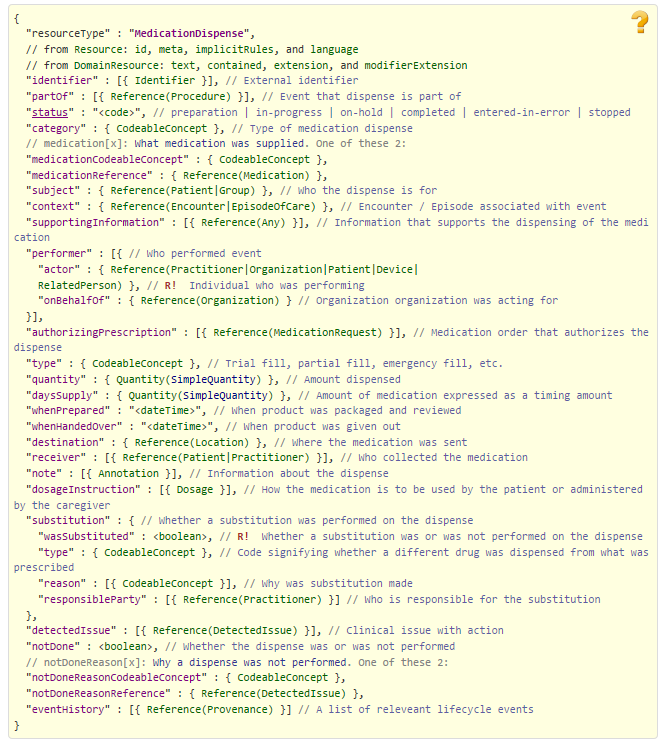 {
"resourceType" : "MedicationDispense",
// from Resource: id, meta, implicitRules, and language
// from DomainResource: text, contained, extension, and modifierExtension
"identifier" : [{ Identifier }], // External identifier
"partOf" : [{ Reference(Procedure) }], // Event that dispense is part of
"status" : "<code>", // preparation | in-progress | on-hold | completed | entered-in-error | stopped
"category" : { CodeableConcept }, // Type of medication dispense
// medication[x]: What medication was supplied. One of these 2:
"medicationCodeableConcept" : { CodeableConcept },
"medicationReference" : { Reference(Medication) },
"subject" : { Reference(Patient|Group) }, // Who the dispense is for
"context" : { Reference(Encounter|EpisodeOfCare) }, // Encounter / Episode associated with event
"supportingInformation" : [{ Reference(Any) }], // Information that supports the dispensing of the medi
cation
"performer" : [{ // Who performed event
"actor" : { Reference(Practitioner|Organization|Patient|Device|
RelatedPerson) }, // R! Individual who was performing
"onBehalfOf" : { Reference(Organization) } // Organization organization was acting for
}],
"authorizingPrescription" : [{ Reference(MedicationRequest) }], // Medication order that authorizes the
dispense
"type" : { CodeableConcept }, // Trial fill, partial fill, emergency fill, etc.
"quantity" : { Quantity(SimpleQuantity) }, // Amount dispensed
"daysSupply" : { Quantity(SimpleQuantity) }, // Amount of medication expressed as a timing amount
"whenPrepared" : "<dateTime>", // When product was packaged and reviewed
"whenHandedOver" : "<dateTime>", // When product was given out
"destination" : { Reference(Location) }, // Where the medication was sent
"receiver" : [{ Reference(Patient|Practitioner) }], // Who collected the medication
"note" : [{ Annotation }], // Information about the dispense
"dosageInstruction" : [{ Dosage }], // How the medication is to be used by the patient or administered
by the caregiver
"substitution" : { // Whether a substitution was performed on the dispense
"wasSubstituted" : <boolean>, // R! Whether a substitution was or was not performed on the dispense
"type" : { CodeableConcept }, // Code signifying whether a different drug was dispensed from what was
prescribed
"reason" : [{ CodeableConcept }], // Why was substitution made
"responsibleParty" : [{ Reference(Practitioner) }] // Who is responsible for the substitution
},
"detectedIssue" : [{ Reference(DetectedIssue) }], // Clinical issue with action
"notDone" : <boolean>, // Whether the dispense was or was not performed
// notDoneReason[x]: Why a dispense was not performed. One of these 2:
"notDoneReasonCodeableConcept" : { CodeableConcept },
"notDoneReasonReference" : { Reference(DetectedIssue) },
"eventHistory" : [{ Reference(Provenance) }] // A list of releveant lifecycle events
}